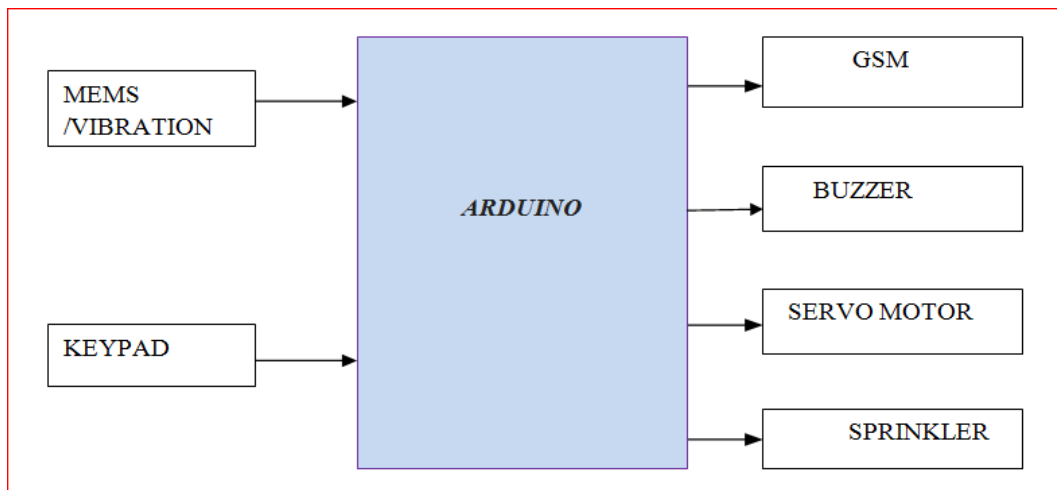 MEMS
/VIBRATION
KEYPAD
ARDUINO
GSM
BUZZER
SERVO MOTOR
SPRINKLER